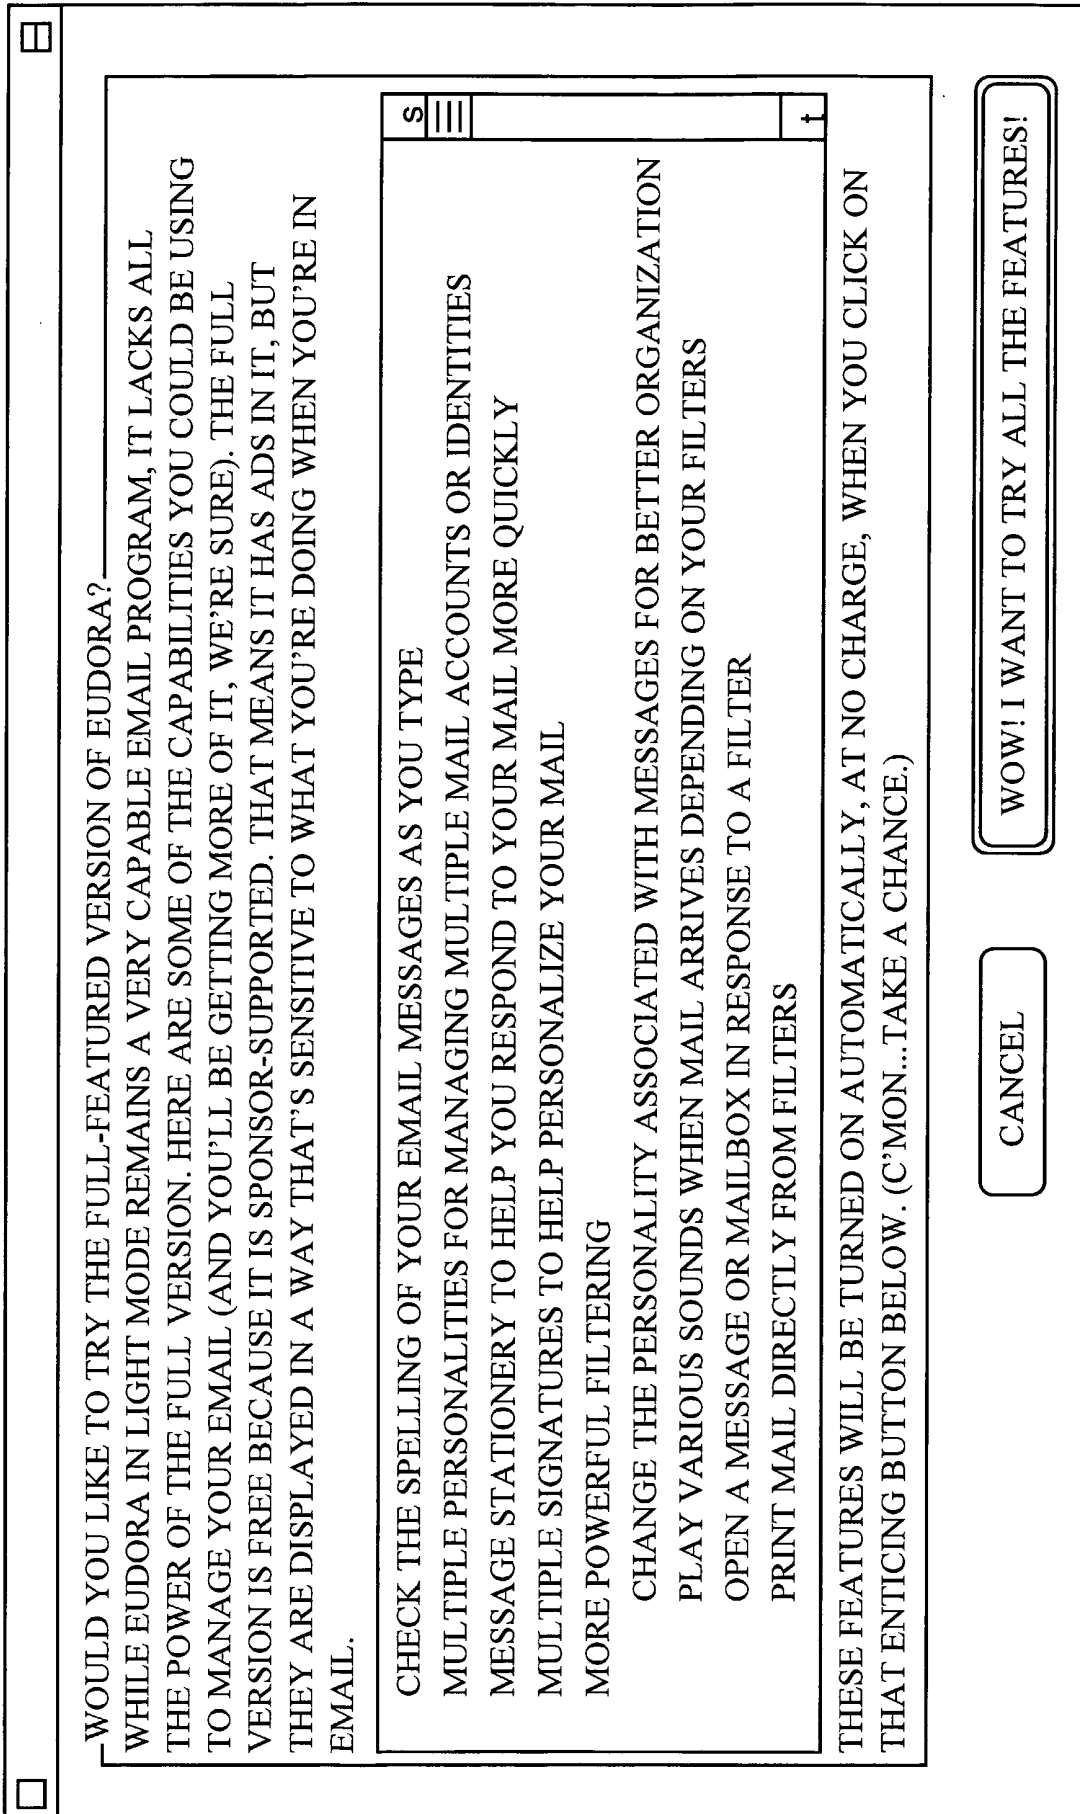 WOULD YOU LIKE TO TRY THE FULL-FEATURED VERSION OF EUDORA?
WHILE EUDORA IN LIGHT MODE REMAINS A VERY CAPABLE EMAIL PROGRAM, IT LACKS ALL
THE POWER OF THE FULL VERSION. HERE ARE SOME OF THE CAPABILITIES YOU COULD BE USING
TO MANAGE YOUR EMAIL (AND YOU'LL BE GETTING MORE OF IT, WE'RE SURE). THE FULL
VERSION IS FREE BECAUSE IT IS SPONSOR-SUPPORTED. THAT MEANS IT HAS ADS IN IT, BUT
THEY ARE DISPLAYED IN A WAY THAT'S SENSITIVE TO WHAT YOU'RE DOING WHEN YOU'RE IN
EMAIL.
s
CHECK THE SPELLING OF YOUR EMAIL MESSAGES AS YOU TYPE
MULTIPLE PERSONALITIES FOR MANAGING MULTIPLE MAIL ACCOUNTS OR IDENTITIES
MESSAGE STATIONERY TO HELP YOU RESPOND TO YOUR MAIL MORE QUICKLY
MULTIPLE SIGNATURES TO HELP PERSONALIZE YOUR MAIL
MORE POWERFUL FILTERING
CHANGE THE PERSONALITY ASSOCIATED WITH MESSAGES FOR BETTER ORGANIZATION
PLAY VARIOUS SOUNDS WHEN MAIL ARRIVES DEPENDING ON YOUR FILTERS
OPEN A MESSAGE OR MAILBOX IN RESPONSE TO A FILTER
PRINT MAIL DIRECTLY FROM FILTERS
t
THESE FEATURES WILL BE TURNED ON AUTOMATICALLY, AT NO CHARGE, WHEN YOU CLICK ON
THAT ENTICING BUTTON BELOW. (C'MON...TAKE A CHANCE.)
CANCEL
WOW! I WANT TO TRY ALL THE FEATURES!